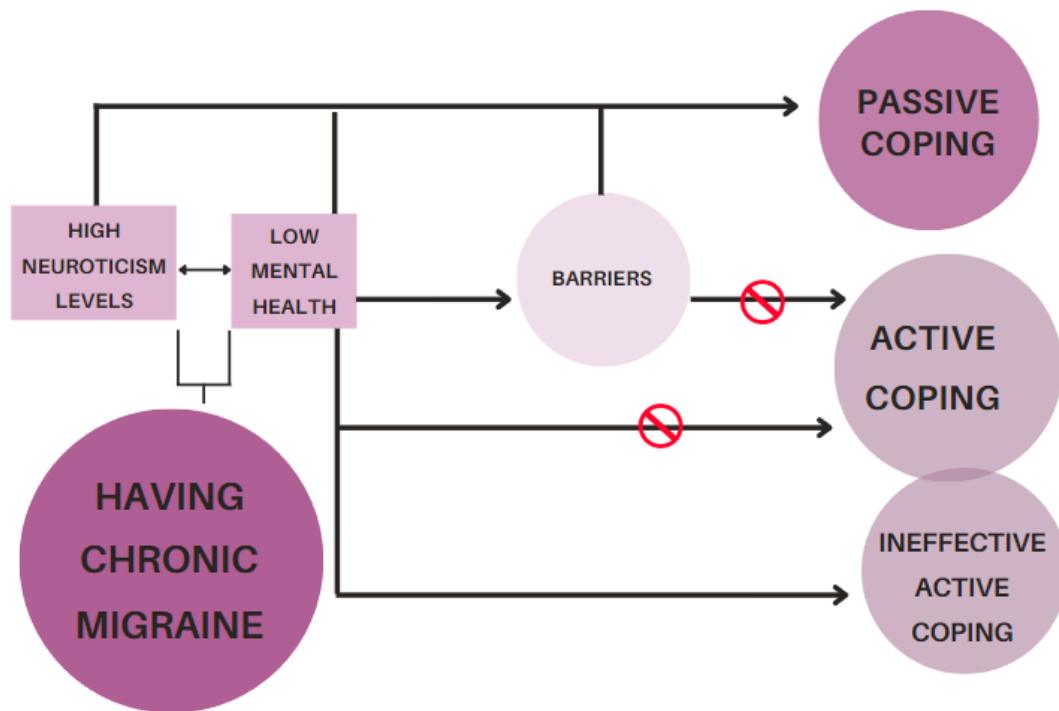 PASSIVE
COPING
HIGH
NEUROTICISM
LEVELS
LOW
MENTAL
HEALTH
BARRIERS
ACTIVE
COPING
HAVING
CHRONIC
MIGRAINE
INEFFECTIVE
ACTIVE
COPING